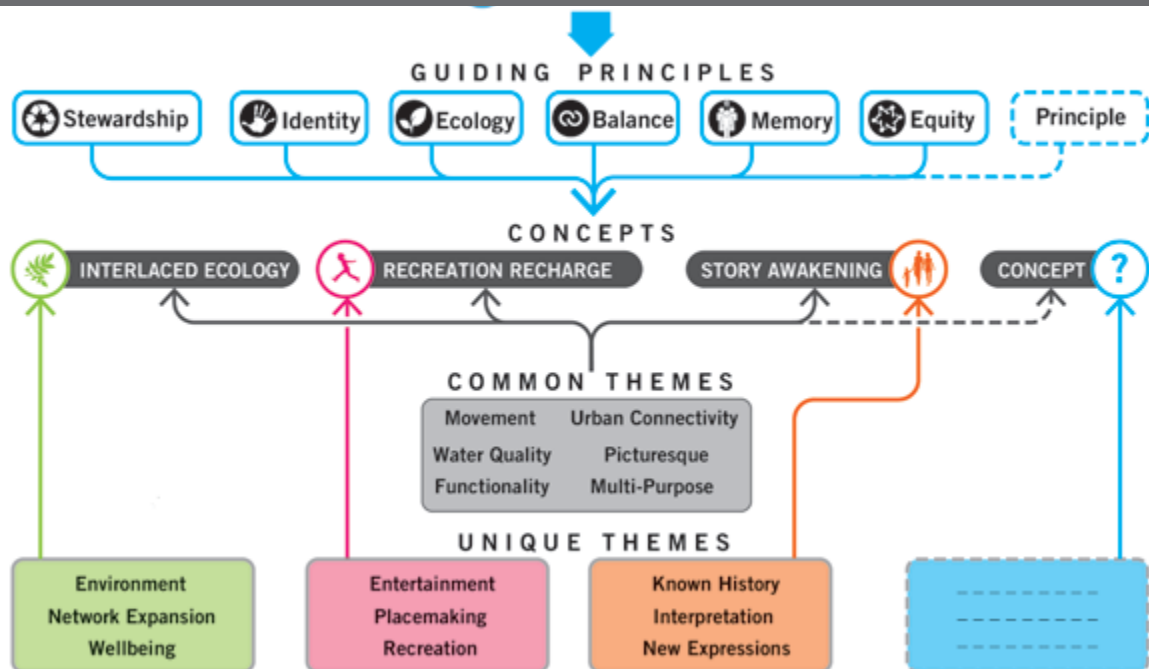 GUIDING PRINCIPLES
Stewardship Identity Ecology Balance Memory Equity Principle
CONCEPTS
INTERLACED ECOLOGY RECREATION RECHARGE STORY AWAKENING CONCEPT ?
COMMON THEMES
Movement Urban Connectivity
Water Quality Picturesque
Functionality Multi-Purpose
UNIQUE THEMES
Environment
Network Expansion
Wellbeing
Entertainment
Placemaking
Recreation
Known History
Interpretation
New Expressions